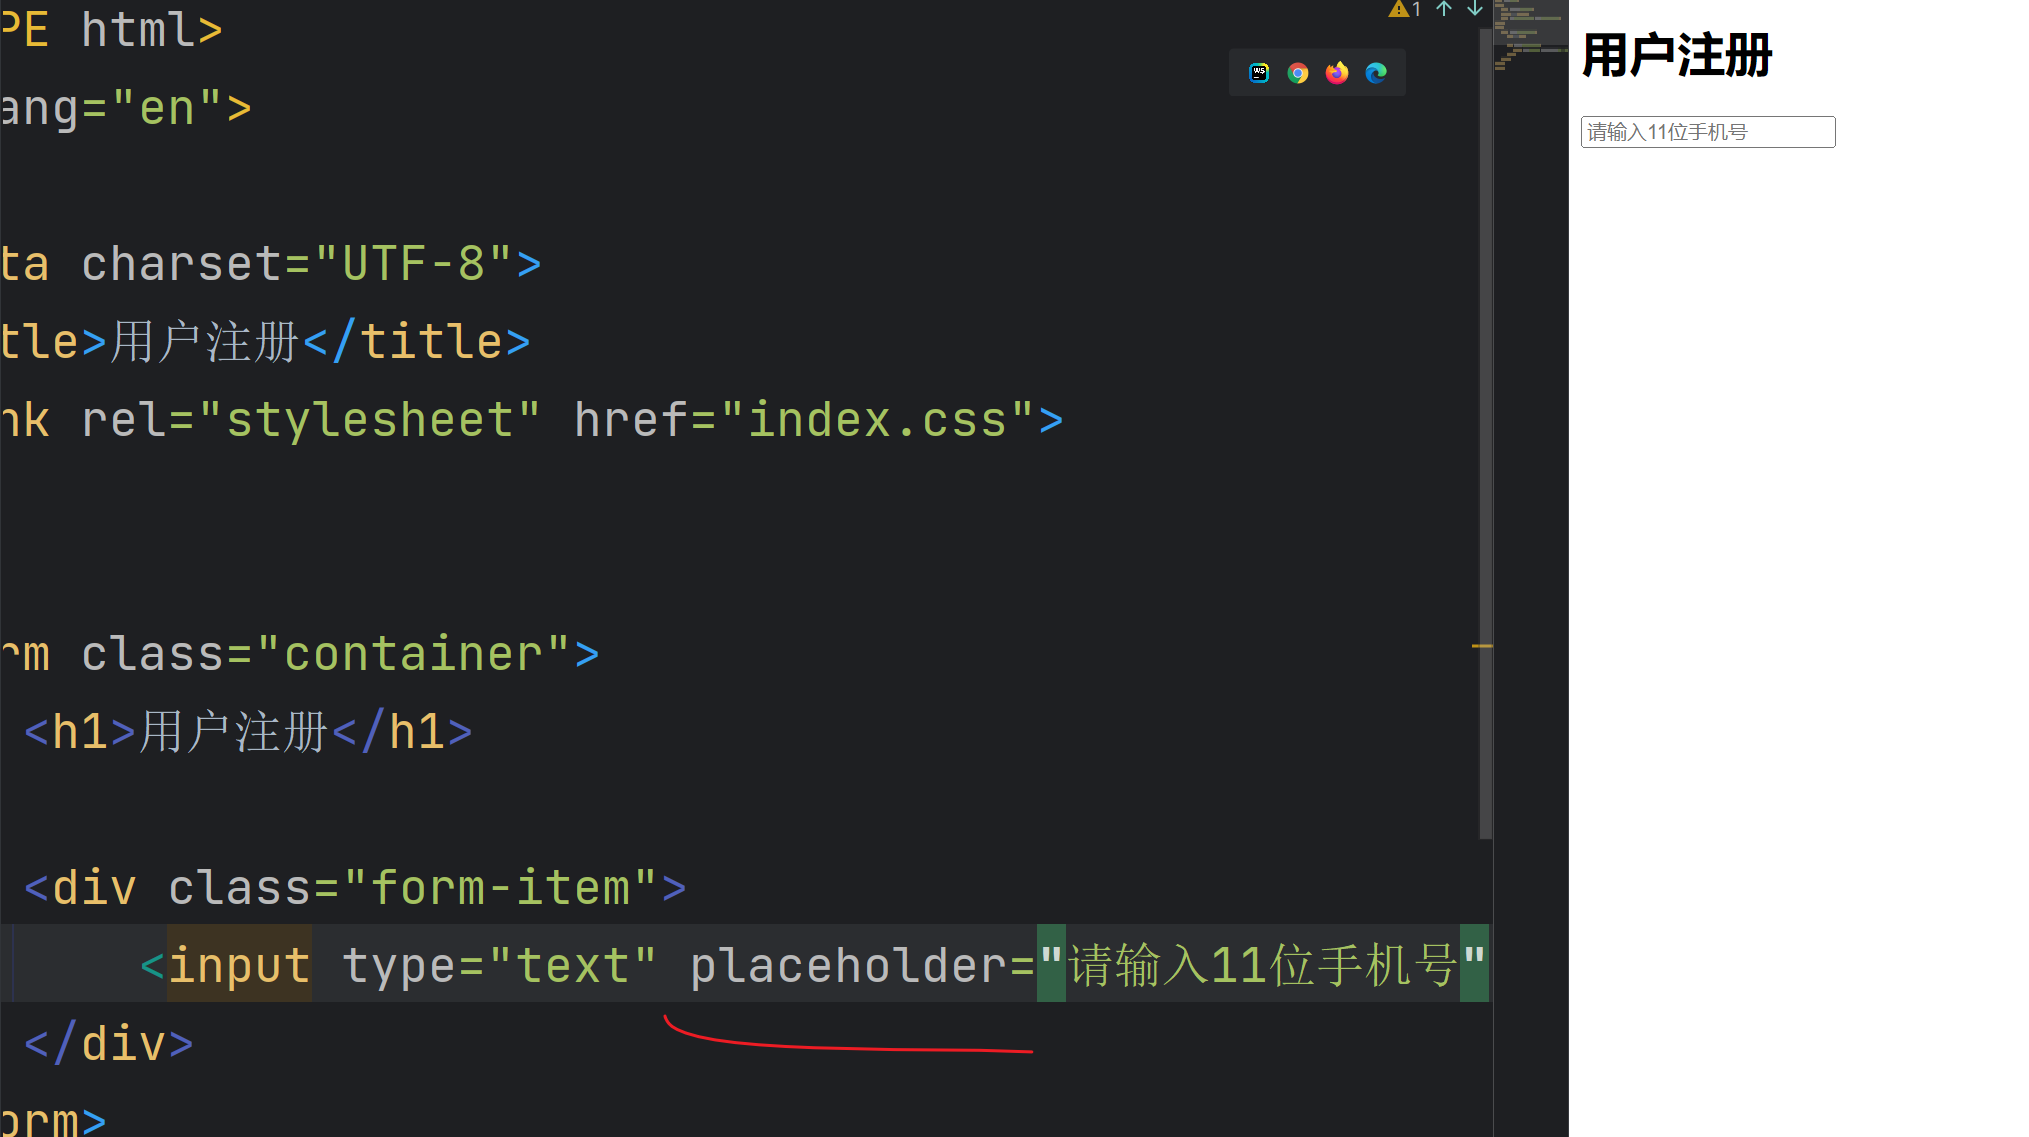 PE html>
ang="en">
ta charset="UTF-8">
tle>用户注册</title>
nk rel="stylesheet" href="index.css">
rm class="container">
<h1>用户注册</h1>
<div class="form-item">
<input type="text" placeholder="请输入11位手机号"
</div>
orm>
1
WS
用户注册
请输入11位手机号